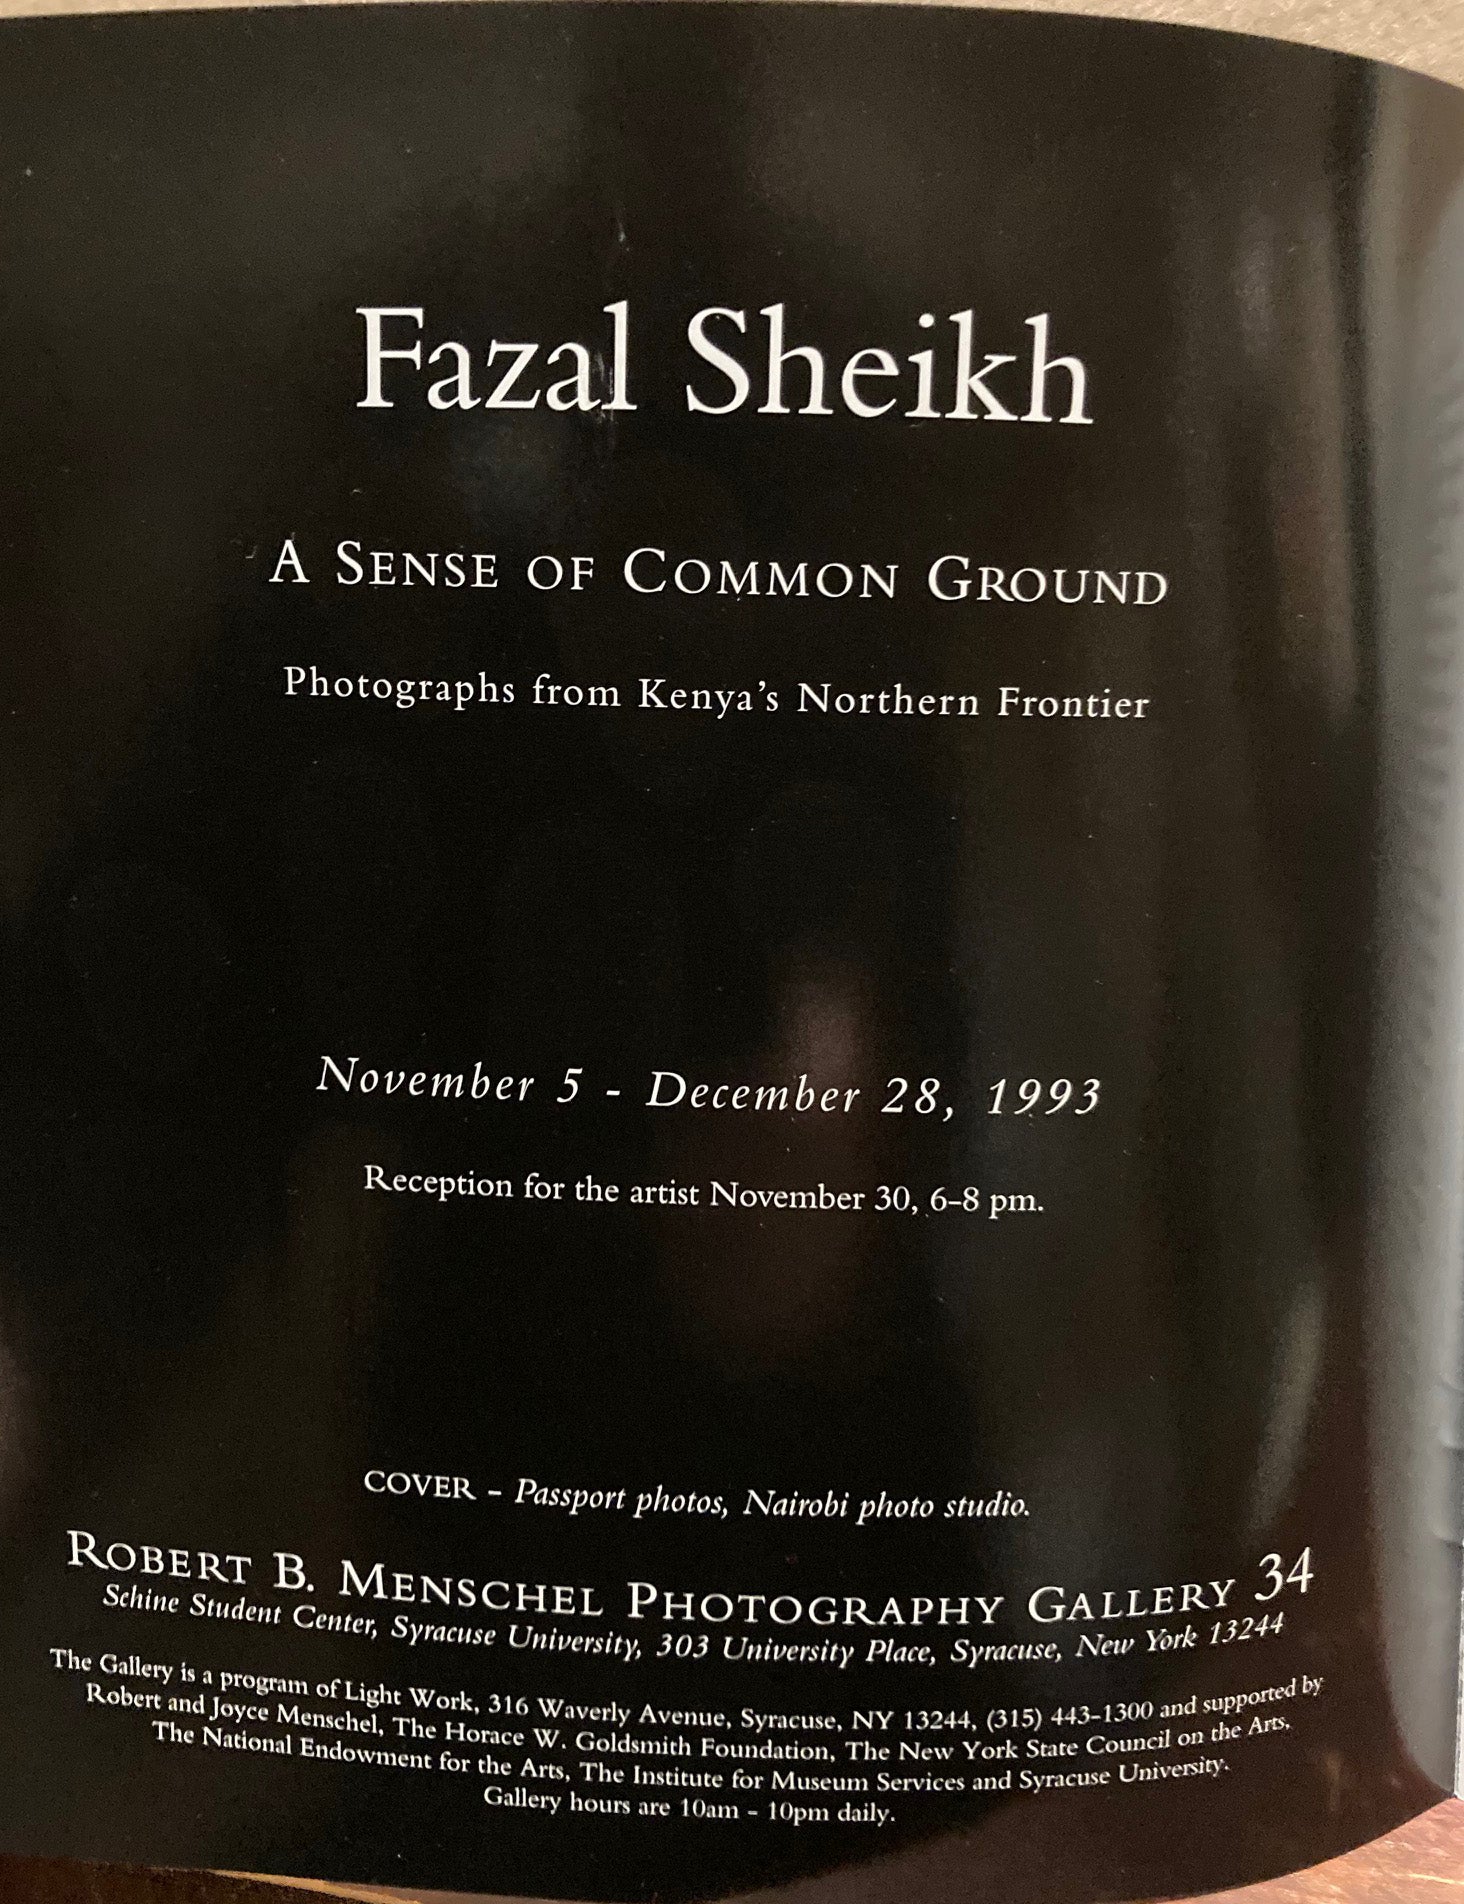 Fazal Sheikh
A SENSE OF COMMON GROUND
Photographs from Kenya's Northern Frontier
November 5 - December 28, 1993
Reception for the artist November 30, 6–8 pm.
COVER – Passport photos, Nairobi photo studio.
ROBERT B. MENSCHEL PHOTOGRAPHY GALLERY 34
Schine Student Center, Syracuse University, 303 University Place, Syracuse, New York 13244
The Gallery is a program of Light Work, 316 Waverly Avenue, Syracuse, NY 13244, (315) 443–1300 and supported by
Robert and Joyce Menschel, The Horace W. Goldsmith Foundation, The New York State Council on the Arts,
The National Endowment for the Arts, The Institute for Museum Services and Syracuse University.
Gallery hours are 10am – 10pm daily.